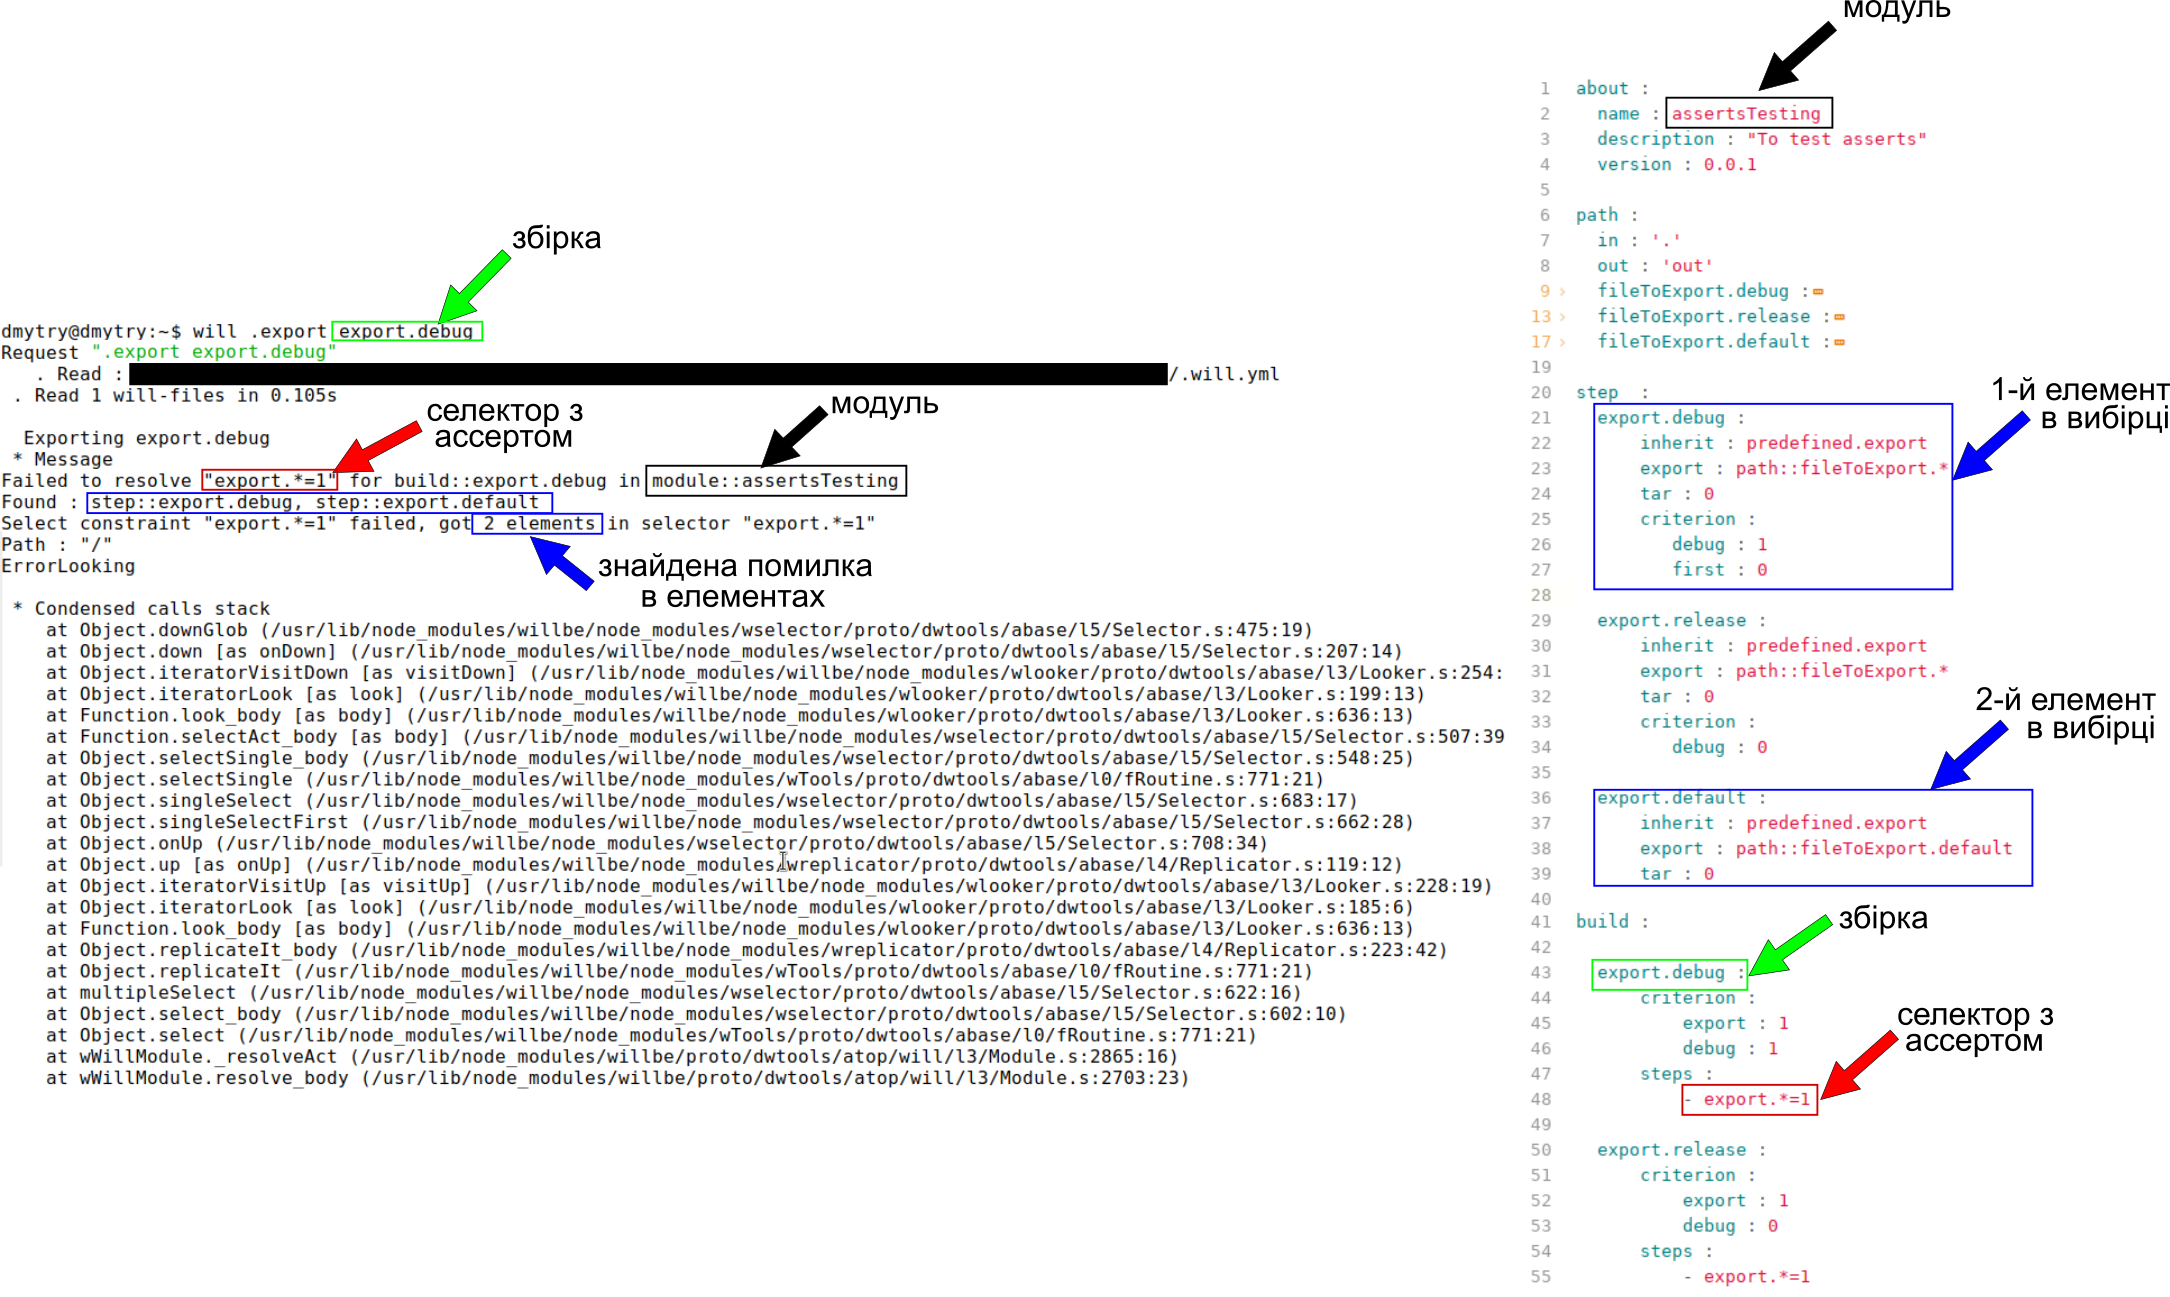 збірка
dmytry@dmytry:~$ will .export export.debug
Request ".export export.debug"
. Read : /.will.yml
. Read 1 will-files in 0.105s
селектор з
ассертом
модуль
Exporting export.debug
* Message
Failed to resolve "export.*=1" for build::export.debug in module::assertsTesting
Found : step::export.debug, step::export.default
Select constraint "export.*=1" failed, got 2 elements in selector "export.*=1"
Path : "/"
ErrorLooking
знайдена помилка
в елементах
* Condensed calls stack
at Object.downGlob (/usr/lib/node_modules/willbe/node_modules/wselector/proto/dwtools/abase/l5/Selector.s:475:19)
at Object.down [as onDown] (/usr/lib/node_modules/willbe/node_modules/wselector/proto/dwtools/abase/l5/Selector.s:207:14)
at Object.iteratorVisitDown [as visitDown] (/usr/lib/node_modules/willbe/node_modules/wlooker/proto/dwtools/abase/l3/Looker.s:254:
at Object.iteratorLook [as look] (/usr/lib/node_modules/willbe/node_modules/wlooker/proto/dwtools/abase/l3/Looker.s:199:13)
at Function.look_body [as body] (/usr/lib/node_modules/willbe/node_modules/wlooker/proto/dwtools/abase/l3/Looker.s:636:13)
at Function.selectAct_body [as body] (/usr/lib/node_modules/willbe/node_modules/wselector/proto/dwtools/abase/l5/Selector.s:507:39
at Object.selectSingle_body (/usr/lib/node_modules/willbe/node_modules/wselector/proto/dwtools/abase/l5/Selector.s:548:25)
at Object.selectSingle (/usr/lib/node_modules/willbe/node_modules/wTools/proto/dwtools/abase/l0/fRoutine.s:771:21)
at Object.singleSelect (/usr/lib/node_modules/willbe/node_modules/wselector/proto/dwtools/abase/l5/Selector.s:683:17)
at Object.singleSelectFirst (/usr/lib/node_modules/willbe/node_modules/wselector/proto/dwtools/abase/l5/Selector.s:662:28)
at Object.onUp (/usr/lib/node_modules/willbe/node_modules/wselector/proto/dwtools/abase/l5/Selector.s:708:34)
at Object.up [as onUp] (/usr/lib/node_modules/willbe/node_modules/wreplicator/proto/dwtools/abase/l4/Replicator.s:119:12)
at Object.iteratorVisitUp [as visitUp] (/usr/lib/node_modules/willbe/node_modules/wlooker/proto/dwtools/abase/l3/Looker.s:228:19)
at Object.iteratorLook [as look] (/usr/lib/node_modules/willbe/node_modules/wlooker/proto/dwtools/abase/l3/Looker.s:185:6)
at Function.look_body [as body] (/usr/lib/node_modules/willbe/node_modules/wlooker/proto/dwtools/abase/l3/Looker.s:636:13)
at Object.replicateIt_body (/usr/lib/node_modules/willbe/node_modules/wreplicator/proto/dwtools/abase/l4/Replicator.s:223:42)
at Object.replicateIt (/usr/lib/node_modules/willbe/node_modules/wTools/proto/dwtools/abase/l0/fRoutine.s:771:21)
at multipleSelect (/usr/lib/node_modules/willbe/node_modules/wselector/proto/dwtools/abase/l5/Selector.s:622:16)
at Object.select_body (/usr/lib/node_modules/willbe/node_modules/wselector/proto/dwtools/abase/l5/Selector.s:602:10)
at Object.select (/usr/lib/node_modules/willbe/node_modules/wTools/proto/dwtools/abase/l0/fRoutine.s:771:21)
at wWillModule._resolveAct (/usr/lib/node_modules/willbe/proto/dwtools/atop/will/l3/Module.s:2865:16)
at wWillModule.resolve_body (/usr/lib/node_modules/willbe/proto/dwtools/atop/will/l3/Module.s:2703:23)
модуль
1 about :
2 name : assertsTesting
3 description : "To test asserts"
4 version : 0.0.1
5
6 path :
7 in : '.'
8 out : 'out'
9 fileToExport.debug :
13 fileToExport.release :
17 fileToExport.default :
19
20 step :
21 export.debug :
22 inherit : predefined.export
23 export : path::fileToExport.*
24 tar : 0
25 criterion :
26 debug : 1
27 first : 0
28
1-й елемент
в вибірці
29 export.release :
30 inherit : predefined.export
31 export : path::fileToExport.*
32 tar : 0
33 criterion :
34 debug : 0
35
2-й елемент
в вибірці
36 export.default :
37 inherit : predefined.export
38 export : path::fileToExport.default
39 tar : 0
40
41 build :
42
збірка
43 export.debug :
44 criterion :
45 export : 1
46 debug : 1
47 steps :
48 - export.*=1
49
селектор з
ассертом
50 export.release :
51 criterion :
52 export : 1
53 debug : 0
54 steps :
55 - export.*=1